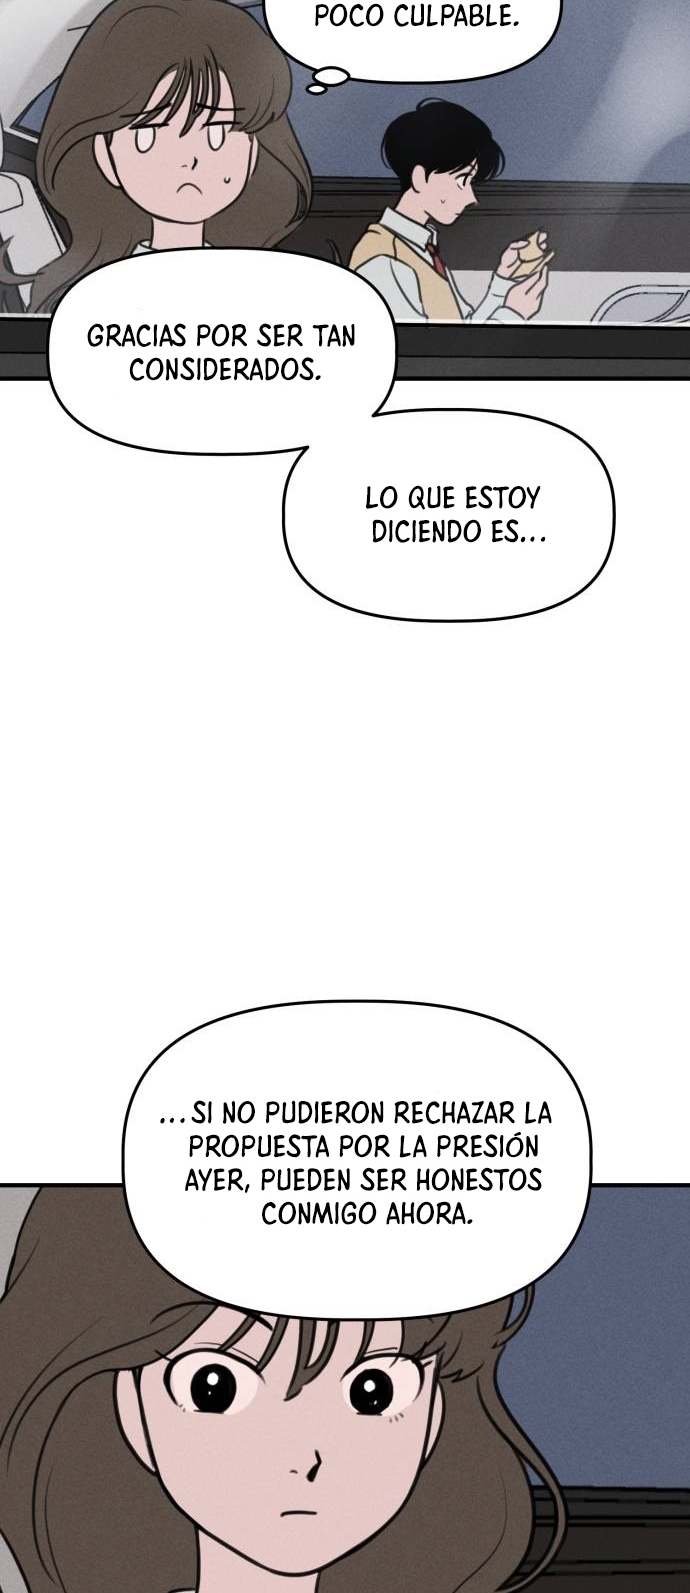 POCO CULPABLE.
GRACIAS POR SER TAN
CONSIDERADOS.
LO QUE ESTOY
DICIENDO ES...
...SI NO PUDIERON RECHAZAR LA
PROPUESTA POR LA PRESIÓN
AYER, PUEDEN SER HONESTOS
CONMIGO AHORA.